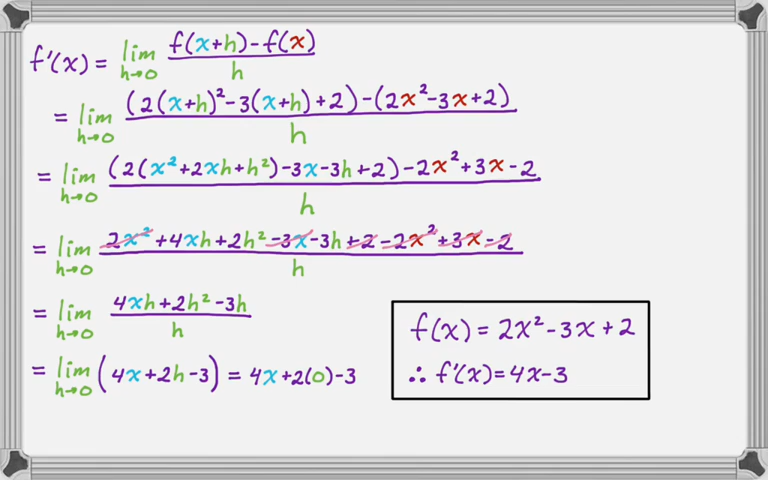 f'(x) = lim h→0 f(x+h) - f(x) / h
= lim h→0 (2(x+h)² - 3(x+h) + 2) - (2x² - 3x + 2) / h
= lim h→0 (2(x² + 2xh + h²) - 3x - 3h + 2) - 2x² + 3x - 2 / h
= lim h→0 2x² + 4xh + 2h² - 3x - 3h + 2 - 2x² + 3x - 2 / h
= lim h→0 4xh + 2h² - 3h / h
= lim h→0 (4x + 2h - 3) = 4x + 2(0) - 3
f(x) = 2x² - 3x + 2
∴ f'(x) = 4x - 3